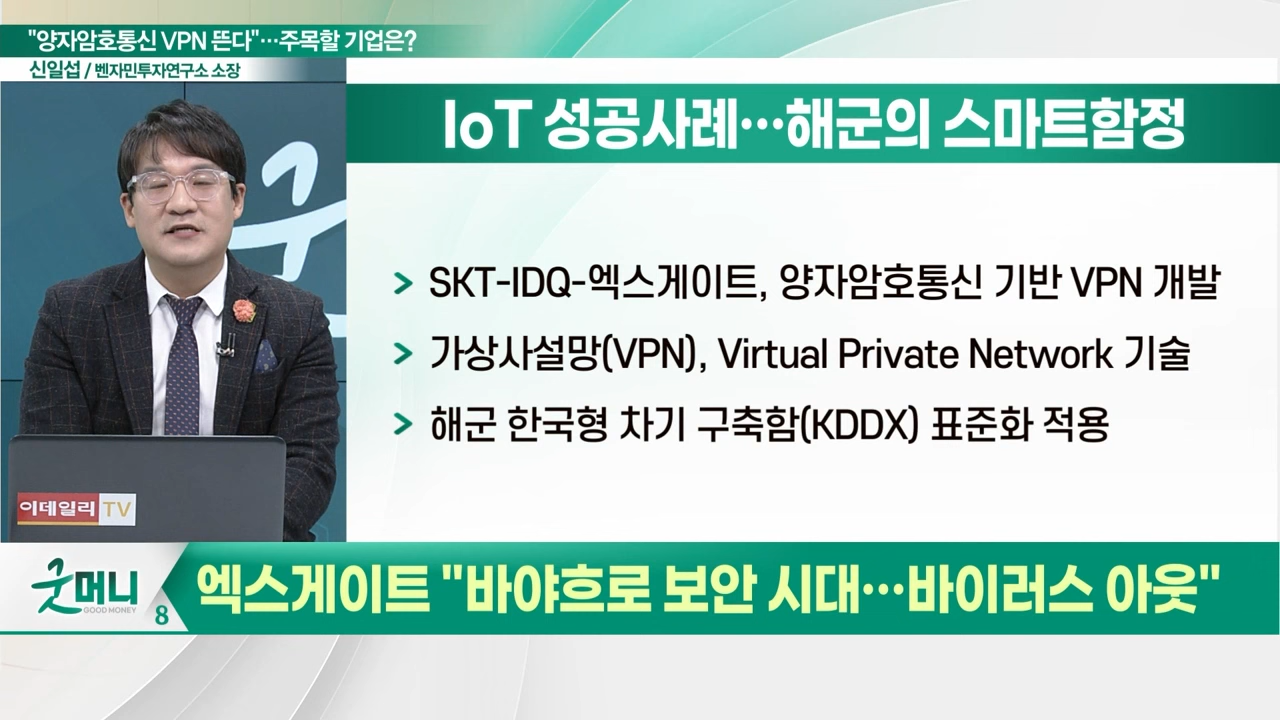 "양자암호통신 VPN 뜬다"…주목할 기업은?
신일섭 / 벤자민투자연구소 소장
IoT 성공사례…해군의 스마트함정
> SKT-IDQ-엑스게이트, 양자암호통신 기반 VPN 개발
> 가상사설망(VPN), Virtual Private Network 기술
> 해군 한국형 차기 구축함(KDDX) 표준화 적용
굿
이데일리 TV
굿머니
GOOD MONEY
8
엑스게이트 "바야흐로 보안 시대…바이러스 아웃"